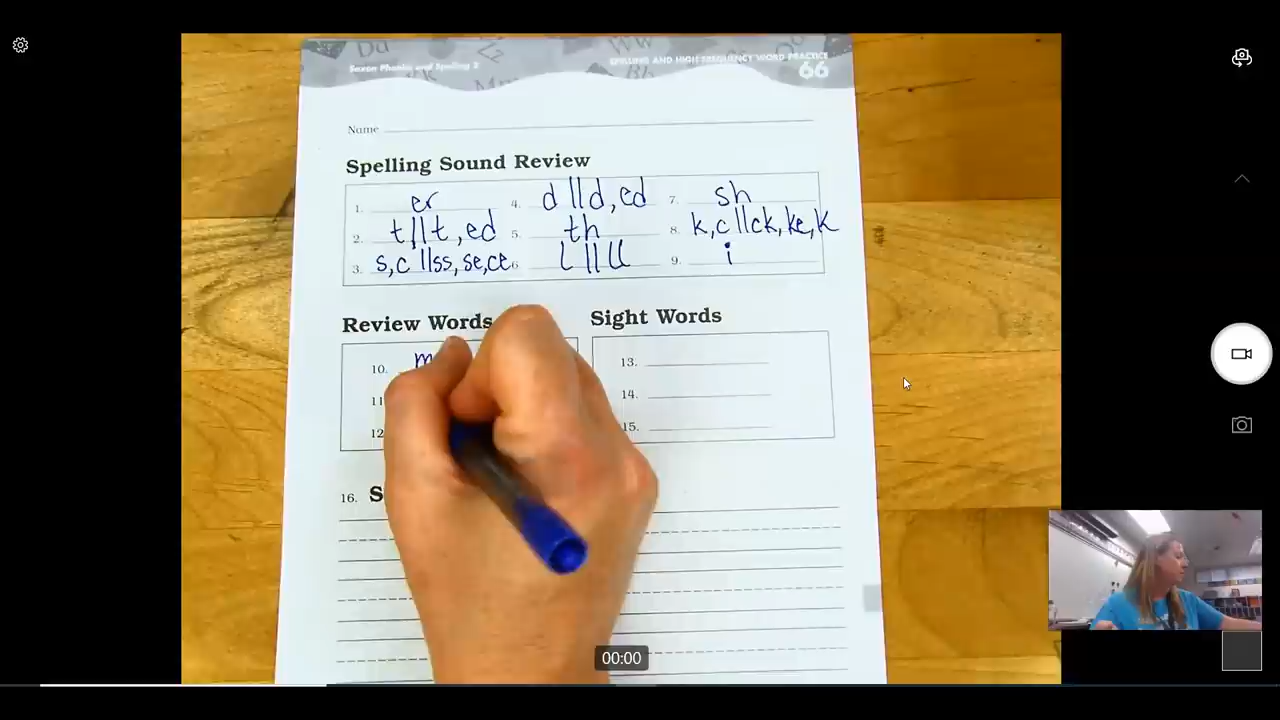 Saxon Phonics and Spelling 2
SPELLING AND HIGH-FREQUENCY WORD PRACTICE
66
Name
Spelling Sound Review
1. er
4. d||d, ed
7. sh
2. t||t, ed
5. th
8. k, c||ck, ke, k
3. s, c||ss, se, ce
6. l||ll
9. i
Review Words
Sight Words
10. m
13.
11
14.
12
15.
16. S
00:00